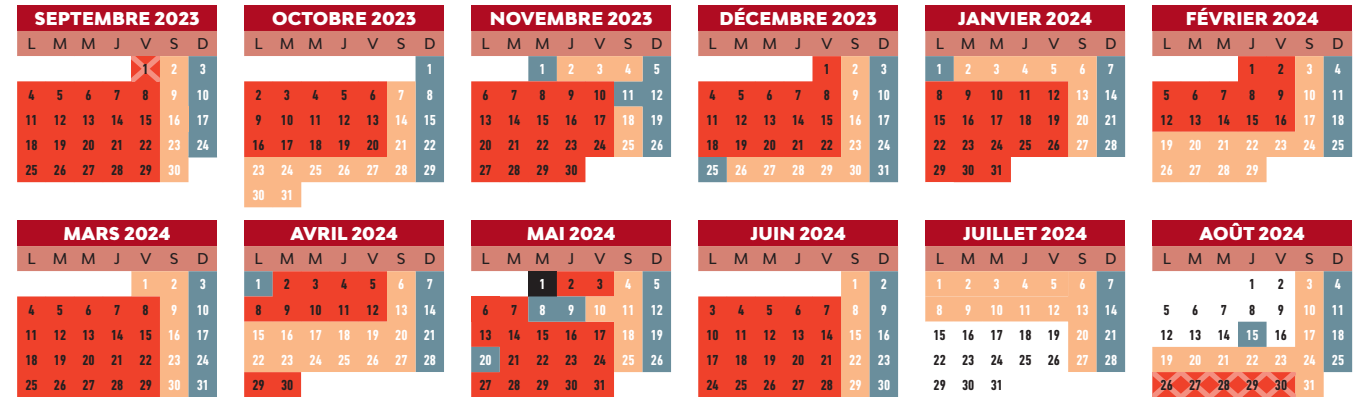 SEPTEMBRE 2023
L M M J V S D
1 2 3
4 5 6 7 8 9 10
11 12 13 14 15 16 17
18 19 20 21 22 23 24
25 26 27 28 29 30
OCTOBRE 2023
L M M J V S D
1
2 3 4 5 6 7 8
9 10 11 12 13 14 15
16 17 18 19 20 21 22
23 24 25 26 27 28 29
30 31
NOVEMBRE 2023
L M M J V S D
1 2 3 4 5
6 7 8 9 10 11 12
13 14 15 16 17 18 19
20 21 22 23 24 25 26
27 28 29 30
DÉCEMBRE 2023
L M M J V S D
1 2 3
4 5 6 7 8 9 10
11 12 13 14 15 16 17
18 19 20 21 22 23 24
25 26 27 28 29 30 31
JANVIER 2024
L M M J V S D
1 2 3 4 5 6 7
8 9 10 11 12 13 14
15 16 17 18 19 20 21
22 23 24 25 26 27 28
29 30 31
FÉVRIER 2024
L M M J V S D
1 2 3 4
5 6 7 8 9 10 11
12 13 14 15 16 17 18
19 20 21 22 23 24 25
26 27 28 29
MARS 2024
L M M J V S D
1 2 3
4 5 6 7 8 9 10
11 12 13 14 15 16 17
18 19 20 21 22 23 24
25 26 27 28 29 30 31
AVRIL 2024
L M M J V S D
1 2 3 4 5 6 7
8 9 10 11 12 13 14
15 16 17 18 19 20 21
22 23 24 25 26 27 28
29 30
MAI 2024
L M M J V S D
1 2 3 4 5
6 7 8 9 10 11 12
13 14 15 16 17 18 19
20 21 22 23 24 25 26
27 28 29 30 31
JUIN 2024
L M M J V S D
1 2
3 4 5 6 7 8 9
10 11 12 13 14 15 16
17 18 19 20 21 22 23
24 25 26 27 28 29 30
JUILLET 2024
L M M J V S D
1 2 3 4 5 6 7
8 9 10 11 12 13 14
15 16 17 18 19 20 21
22 23 24 25 26 27 28
29 30 31
AOÛT 2024
L M M J V S D
1 2 3 4
5 6 7 8 9 10 11
12 13 14 15 16 17 18
19 20 21 22 23 24 25
26 27 28 29 30 31